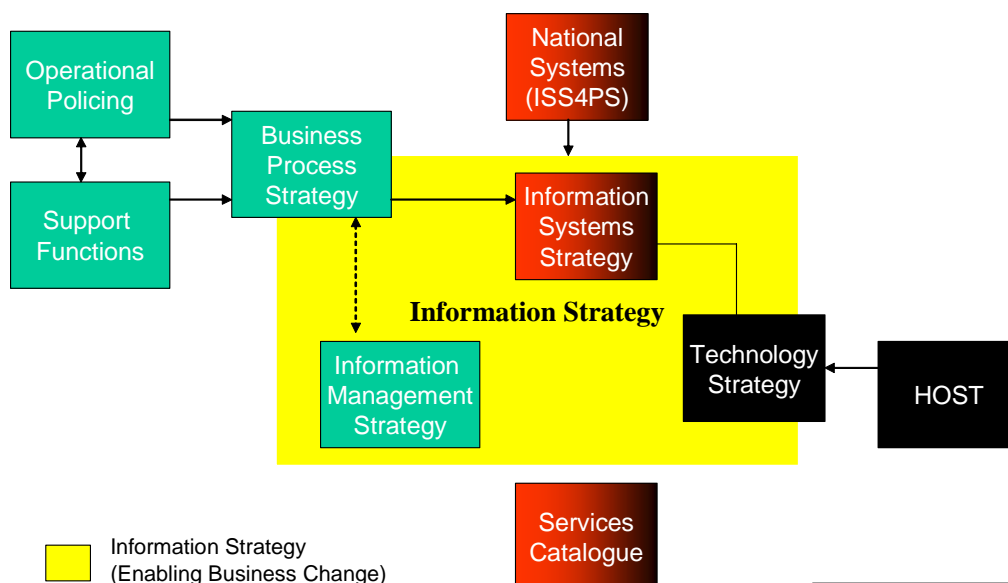 National
Systems
(ISS4PS)
Operational
Policing
Business
Process
Strategy
Support
Functions
Information
Systems
Strategy
Information Strategy
Information
Management
Strategy
Technology
Strategy
HOST
Services
Catalogue
Information Strategy
(Enabling Business Change)